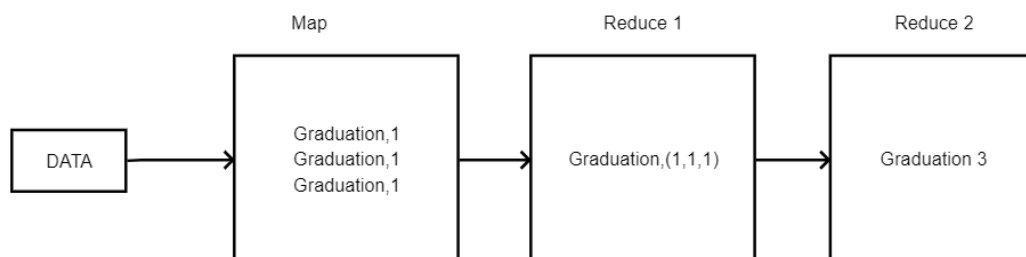 Map
Reduce 1
Reduce 2
DATA
Graduation,1
Graduation,1
Graduation,1
Graduation,(1,1,1)
Graduation 3